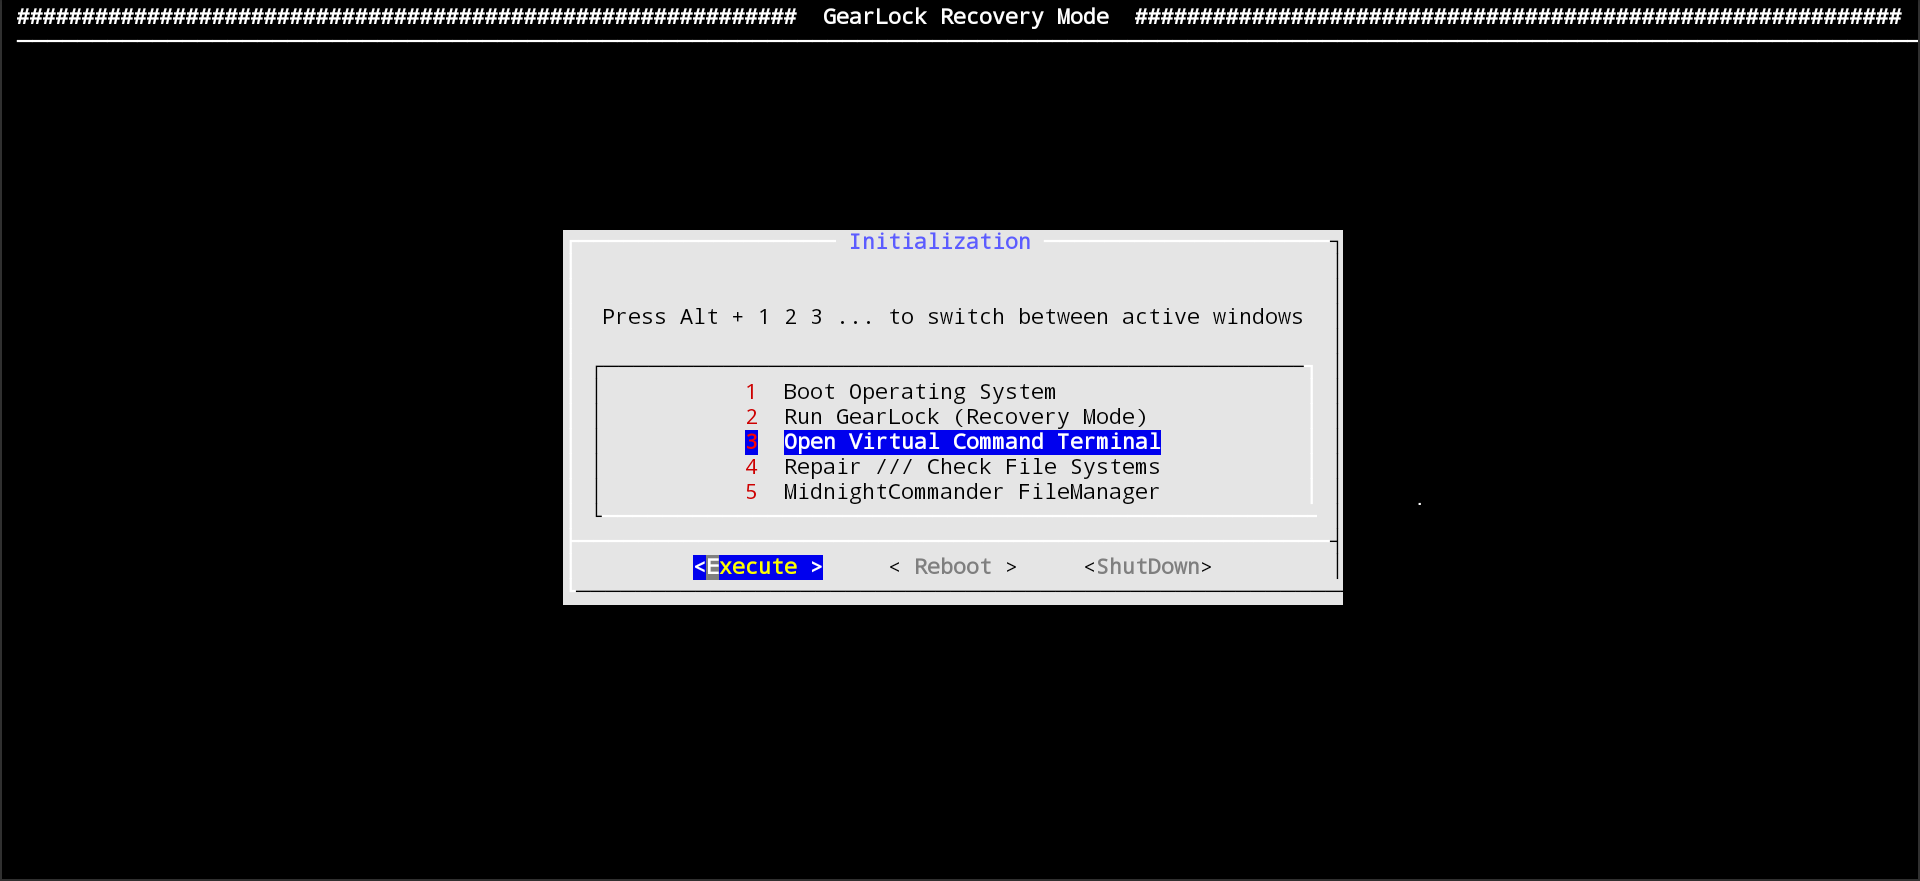 ############################################################ GearLock Recovery Mode ###########################################################
Initialization
Press Alt + 1 2 3 ... to switch between active windows
1 Boot Operating System
2 Run GearLock (Recovery Mode)
3 Open Virtual Command Terminal
4 Repair /// Check File Systems
5 MidnightCommander FileManager
<Execute > < Reboot > <ShutDown>